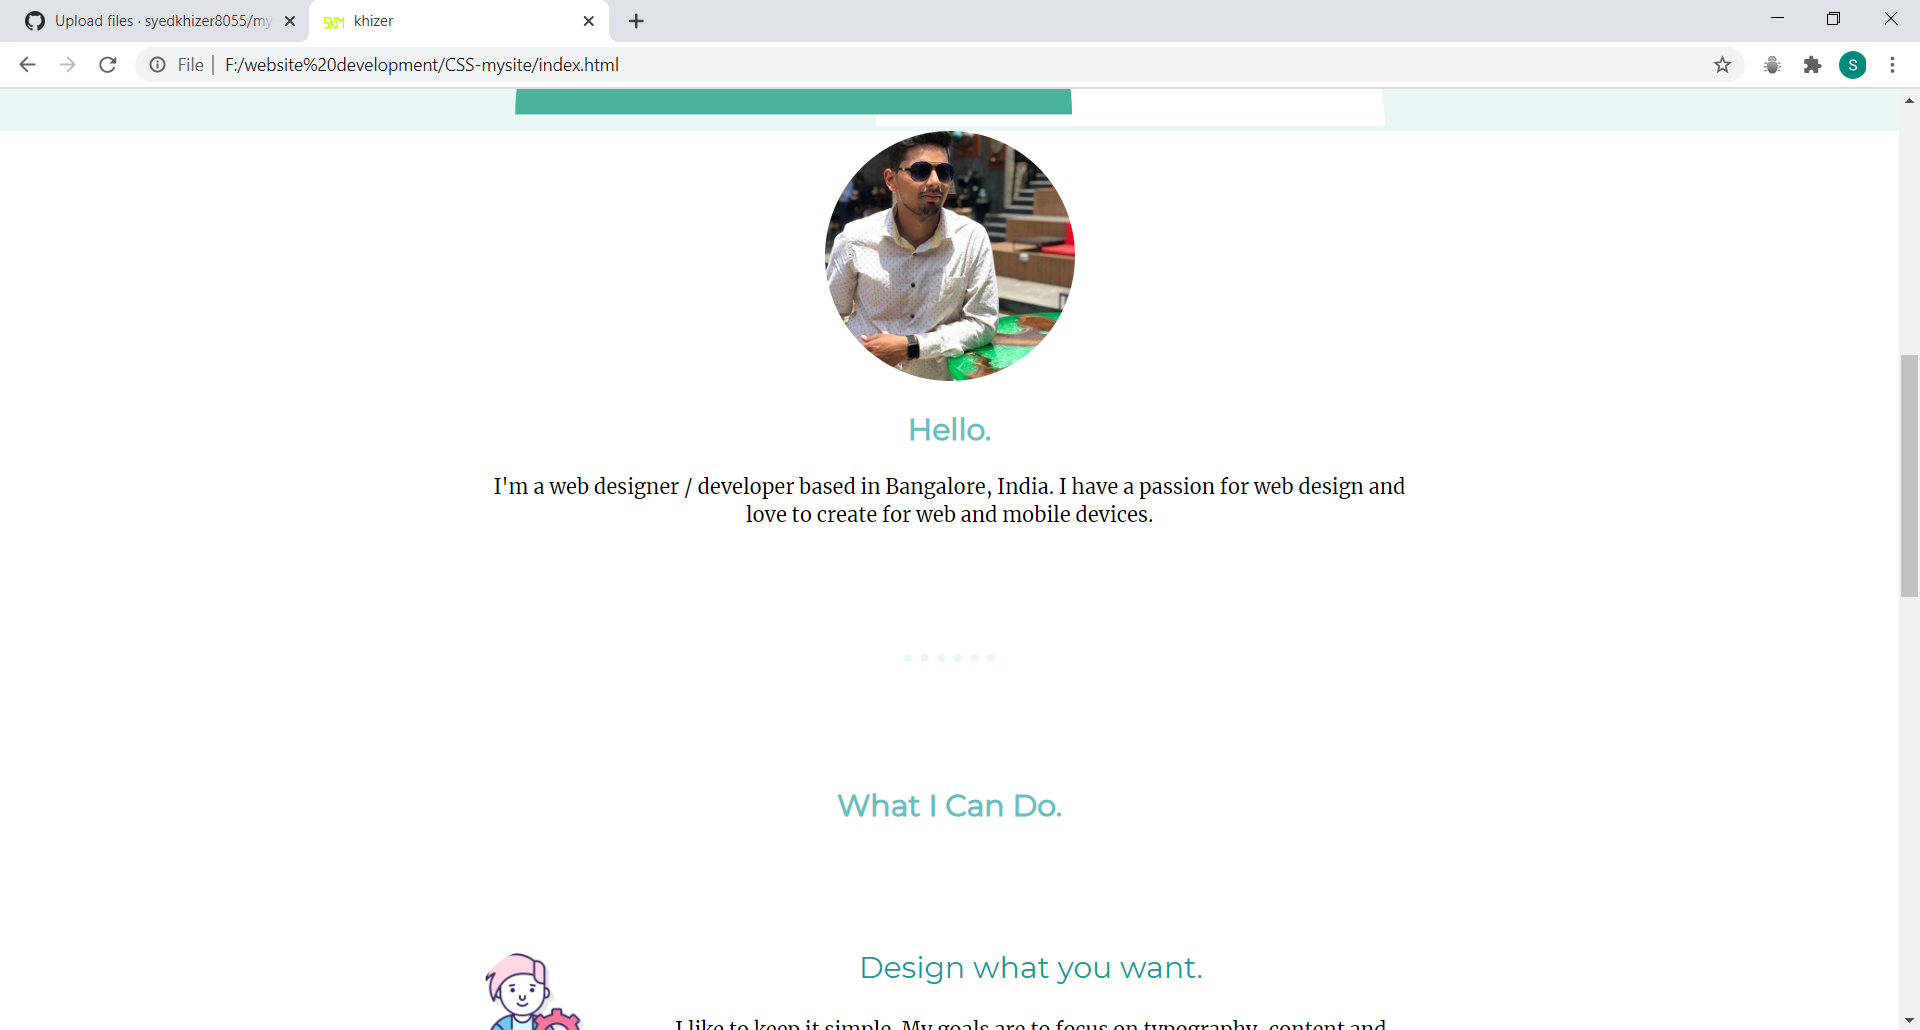 Upload files · syedkhizer8055/my
SKM khizer
File | F:/website%20development/CSS-mysite/index.html
S
Hello.
I'm a web designer / developer based in Bangalore, India. I have a passion for web design and
love to create for web and mobile devices.
What I Can Do.
Design what you want.
I like to keep it simple. My goals are to focus on typography, content and